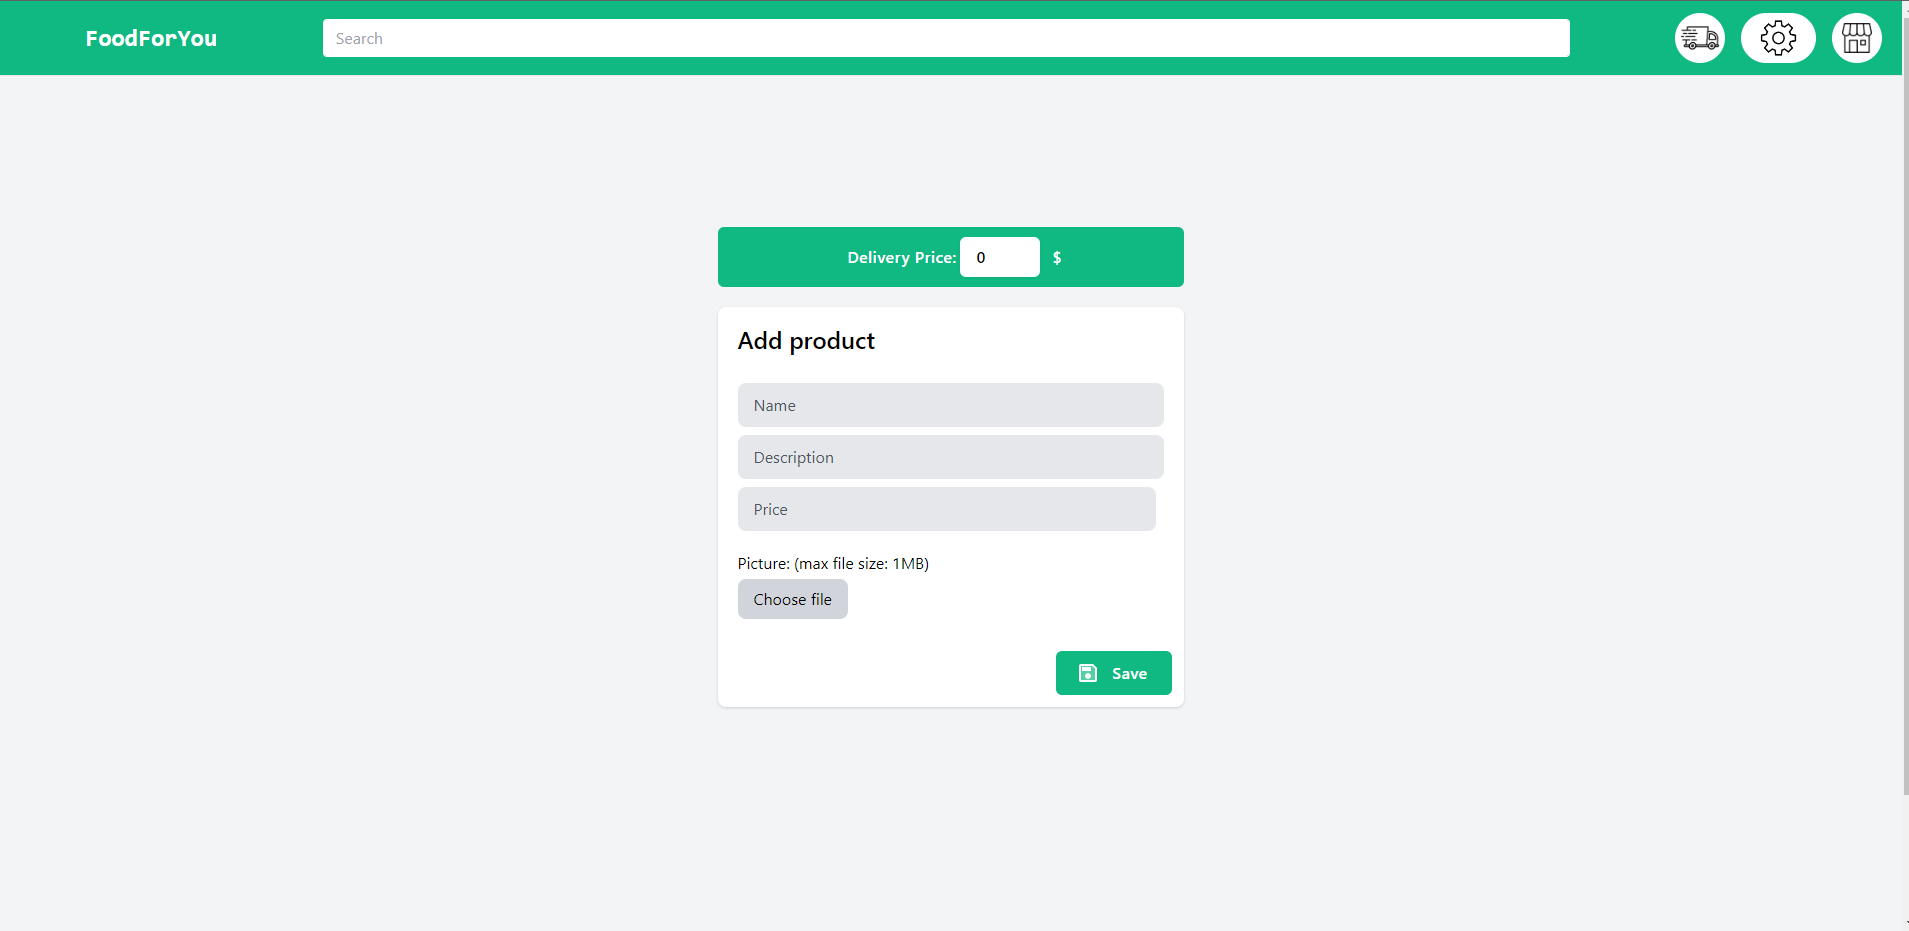 FoodForYou
Search
Delivery Price: 0 $
Add product
Name
Description
Price
Picture: (max file size: 1MB)
Choose file
Save